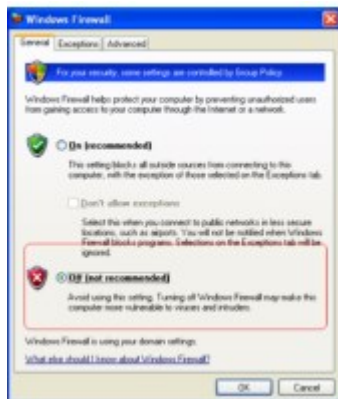 Windows Firewall
General Exceptions Advanced
For your security, some settings are controlled by Group Policy
Windows Firewall helps protect your computer by preventing unauthorized users
from gaining access to your computer through the Internet or a network.
On (recommended)
This setting blocks all outside sources from connecting to this
computer, with the exception of those selected on the Exceptions tab.
Don't allow exceptions
Select this when you connect to public networks in less secure
locations, such as airports. You will not be notified when Windows
Firewall blocks programs. Selections on the Exceptions tab will be
ignored.
Off (not recommended)
Avoid using this setting. Turning off Windows Firewall may make this
computer more vulnerable to viruses and intruders.
Windows Firewall is using your domain settings.
What else should I know about Windows Firewall?
OK Cancel